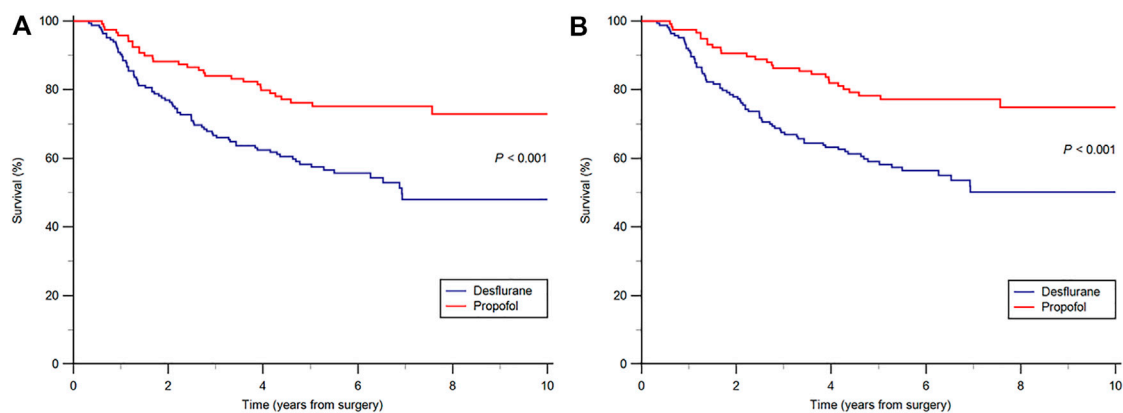 A
100
80
60
40
20
0
Survival (%)
P < 0.001
Desflurane
Propofol
0 2 4 6 8 10
Time (years from surgery)
B
100
80
60
40
20
0
Survival (%)
P < 0.001
Desflurane
Propofol
0 2 4 6 8 10
Time (years from surgery)